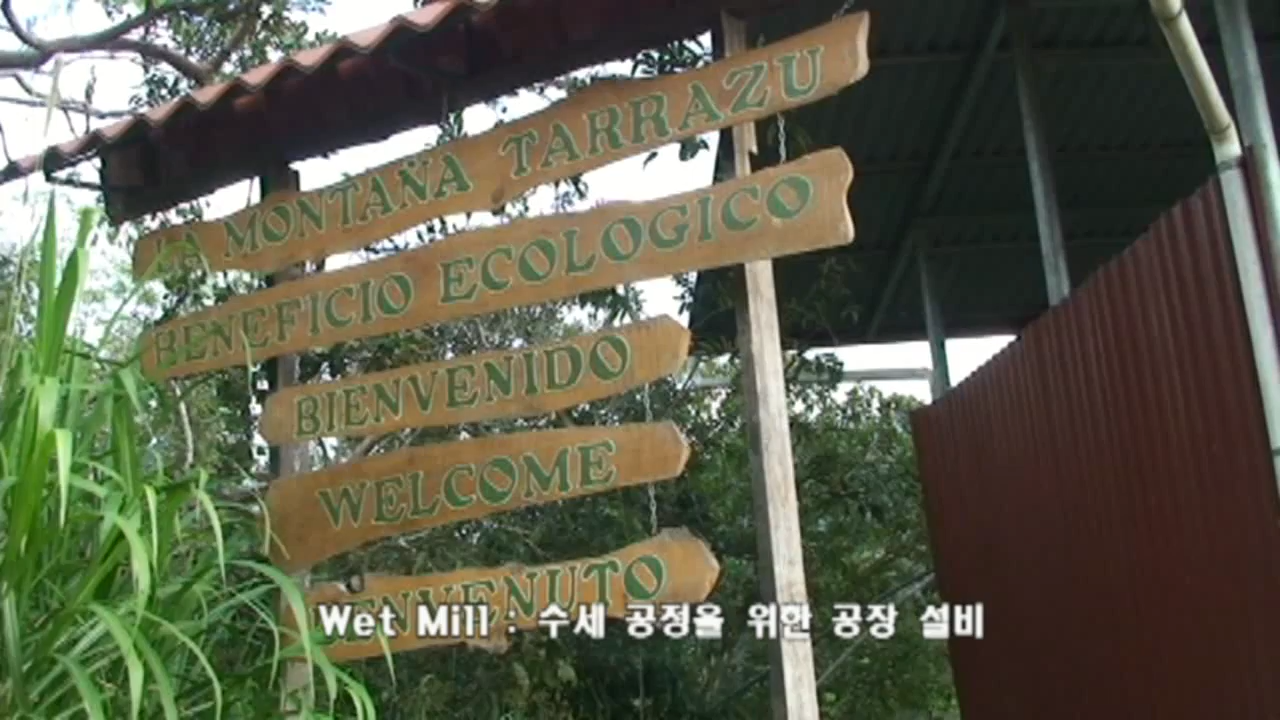 LA MONTAÑA TARRAZU
BENEFICIO ECOLOGICO
BIENVENIDO
WELCOME
BENVENUTO
Wet Mill : 수세 공정을 위한 공장 설비